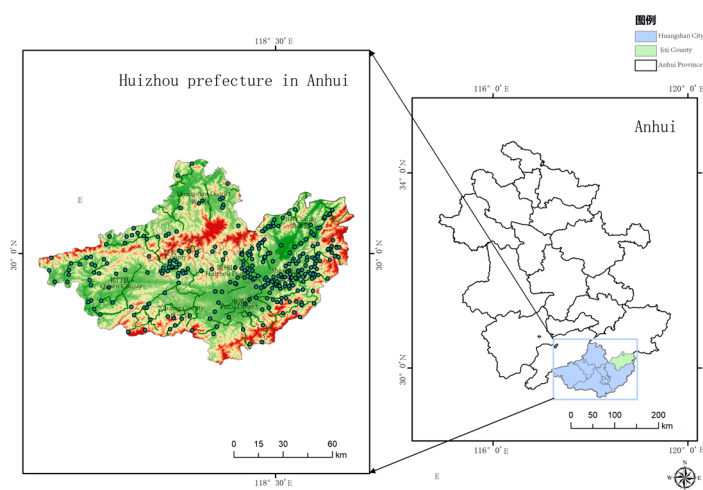 图例
Huangshan City
Jixi County
Anhui Province
118° 30′E
Huizhou prefecture in Anhui
E
30° 0′N
30° 0′N
0 15 30 60
km
118° 30′E
116° 0′E
120° 0′E
Anhui
34° 0′N
30° 0′N
0 50 100 200
km
116° 0′E
120° 0′E
E
N
W
E
S